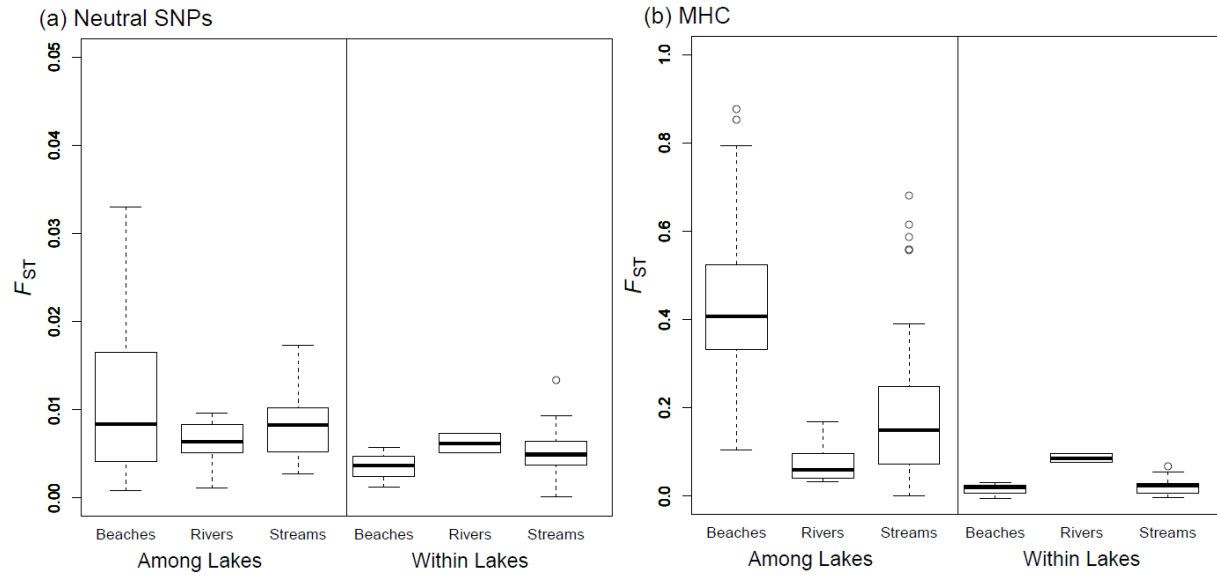 (a) Neutral SNPs
FST
0.05
0.04
0.03
0.02
0.01
0.00
Beaches Rivers Streams Beaches Rivers Streams
Among Lakes Within Lakes
(b) MHC
FST
1.0
0.8
0.6
0.4
0.2
0.0
Beaches Rivers Streams Beaches Rivers Streams
Among Lakes Within Lakes